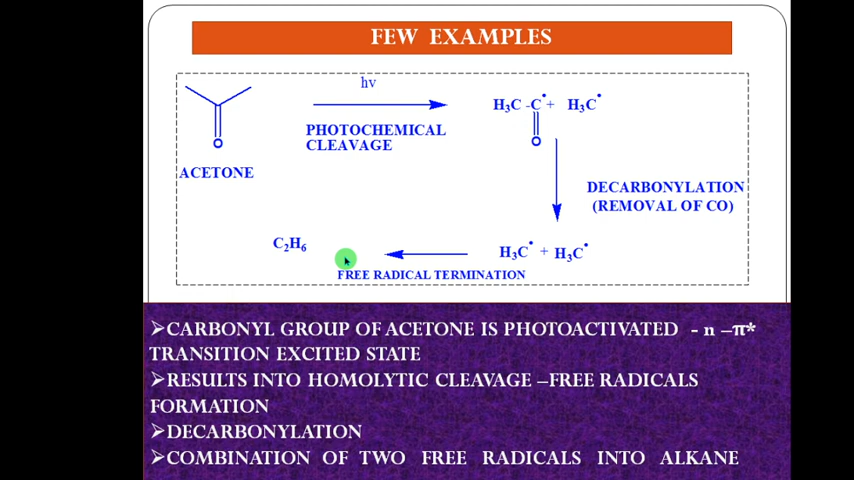 FEW EXAMPLES
hν
H₃C -C• + H₃C•
O
PHOTOCHEMICAL
CLEAVAGE
O
ACETONE
DECARBONYLATION
(REMOVAL OF CO)
C₂H₆
H₃C• + H₃C•
FREE RADICAL TERMINATION
➢CARBONYL GROUP OF ACETONE IS PHOTOACTIVATED - n –π*
TRANSITION EXCITED STATE
➢RESULTS INTO HOMOLYTIC CLEAVAGE –FREE RADICALS
FORMATION
➢DECARBONYLATION
➢COMBINATION OF TWO FREE RADICALS INTO ALKANE